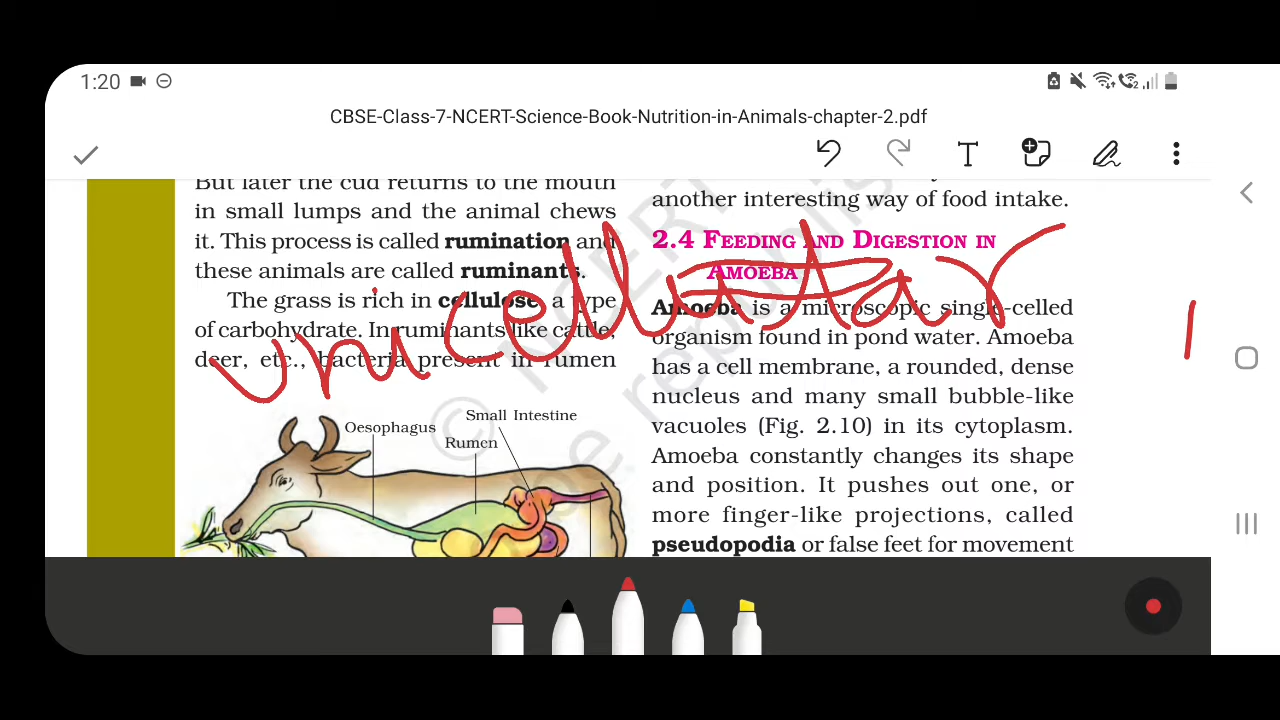 1:20
CBSE-Class-7-NCERT-Science-Book-Nutrition-in-Animals-chapter-2.pdf
T
But later the cud returns to the mouth
in small lumps and the animal chews
it. This process is called rumination and
these animals are called ruminants.
The grass is rich in cellulose, a type
of carbohydrate. In ruminants like cattle,
deer, etc., bacteria present in rumen
Oesophagus
Small Intestine
Rumen
another interesting way of food intake.
2.4 FEEDING AND DIGESTION IN
AMOEBA
Amoeba is a microscopic single-celled
organism found in pond water. Amoeba
has a cell membrane, a rounded, dense
nucleus and many small bubble-like
vacuoles (Fig. 2.10) in its cytoplasm.
Amoeba constantly changes its shape
and position. It pushes out one, or
more finger-like projections, called
pseudopodia or false feet for movement
© NCERT
be republish
1